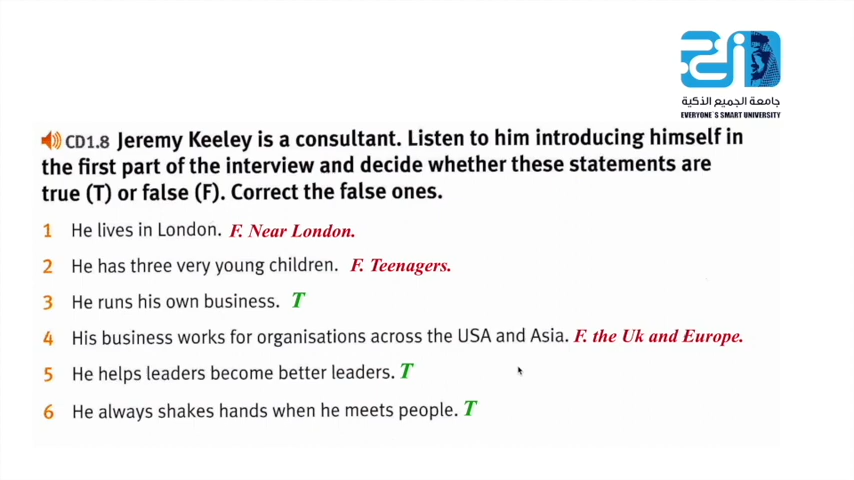 جامعة الجميع الذكية
EVERYONE'S SMART UNIVERSITY
CD1.8 Jeremy Keeley is a consultant. Listen to him introducing himself in
the first part of the interview and decide whether these statements are
true (T) or false (F). Correct the false ones.
1 He lives in London. F. Near London.
2 He has three very young children. F. Teenagers.
3 He runs his own business. T
4 His business works for organisations across the USA and Asia. F. the Uk and Europe.
5 He helps leaders become better leaders. T
6 He always shakes hands when he meets people. T